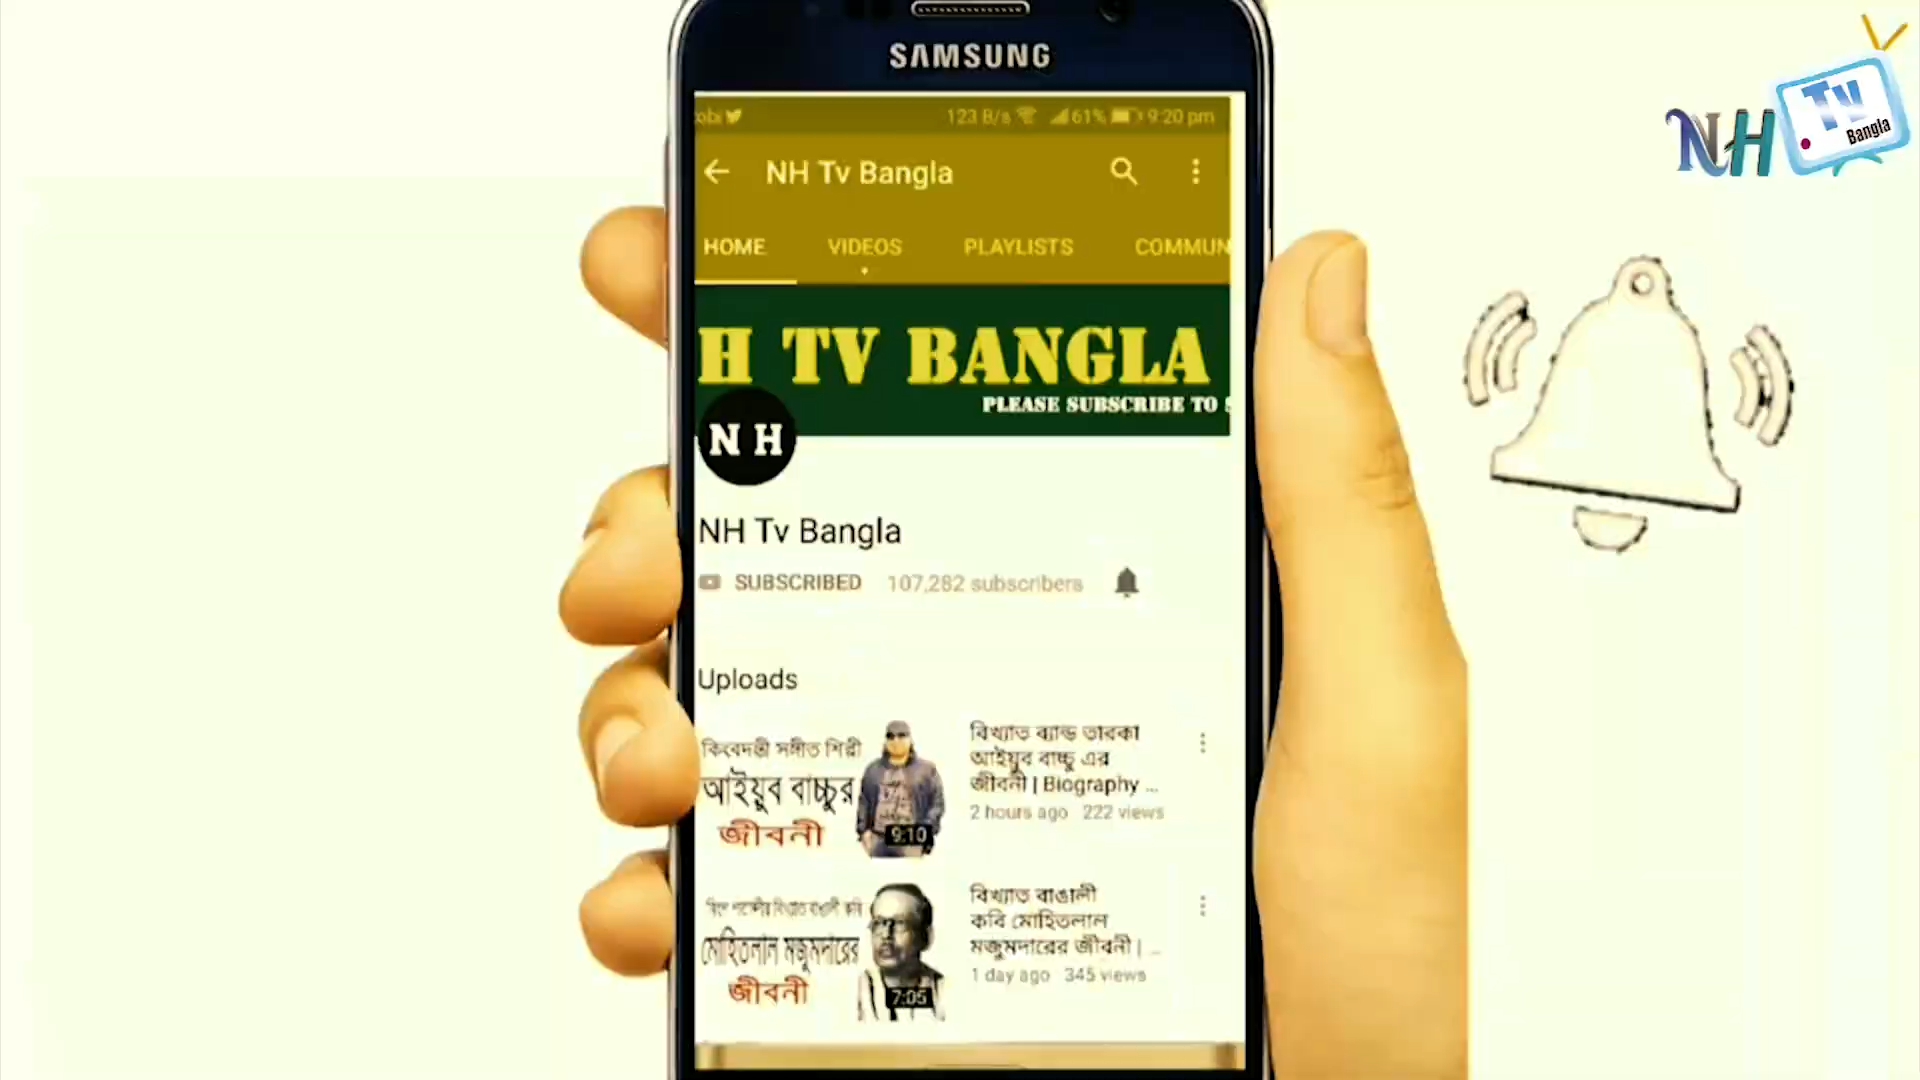 SAMSUNG
NH Tv Bangla
obi 123 B/s 61% 9:20 pm
NH Tv Bangla
HOME VIDEOS PLAYLISTS COMMUN
H TV BANGLA
PLEASE SUBSCRIBE TO S
N H
NH Tv Bangla
SUBSCRIBED 107,282 subscribers
Uploads
কিংবেদন্তী সঙ্গীত শিল্পী
আইয়ুব বাচ্চুর
জীবনী
9:10
বিখ্যাত ব্যান্ড তারকা
আইয়ুব বাচ্চু এর
জীবনী | Biography ...
2 hours ago 222 views
বিখ্যাত বাঙালী কবি
মোহিতলাল মজুমদারের
জীবনী
7:05
বিখ্যাত বাঙালী
কবি মোহিতলাল
মজুমদারের জীবনী | ...
1 day ago 345 views